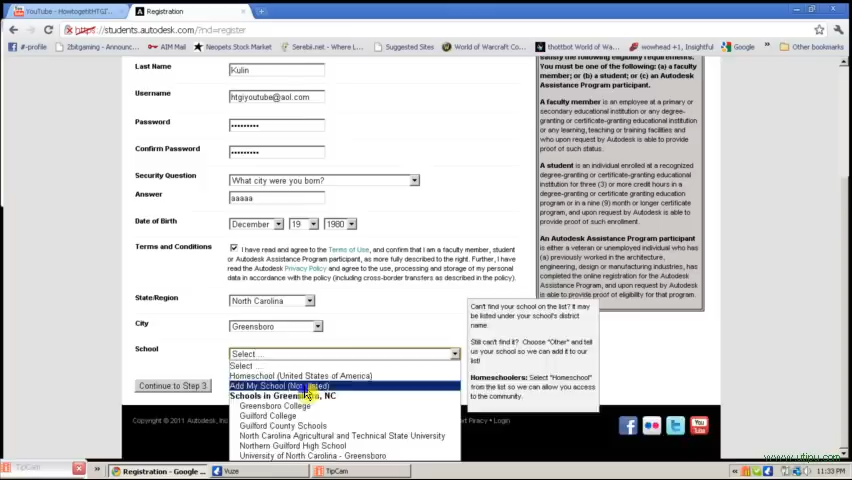 YouTube - HowtogetitHTGI...
Registration
https://students.autodesk.com/?nd=register
#-profile
2bitgaming - Announc...
AIM Mail
Neopets Stock Market
Serebi.net - Where L...
Suggested Sites
World of Warcraft Co...
thottbot World of Wa...
wowhead +1, Insightful
Google
Other bookmarks
Last Name
Kulin
Username
htgiyoutube@aol.com
Password
Confirm Password
Security Question
What city were you born?
Answer
aaaaa
Date of Birth
December 19 1980
Terms and Conditions
I have read and agree to the Terms of Use, and confirm that I am a faculty member, student
or Autodesk Assistance Program participant, as more fully described to the right. Further, I have
read the Autodesk Privacy Policy and agree to the use, processing and storage of my personal
data in accordance with the policy (including cross-border transfers as described in the policy).
State/Region
North Carolina
City
Greensboro
School
Select ...
Select ...
Homeschool (United States of America)
Add My School (Not listed)
Schools in Greensboro, NC
Greensboro College
Guilford College
Guilford County Schools
North Carolina Agricultural and Technical State University
Northern Guilford High School
University of North Carolina - Greensboro
Continue to Step 3
satisfy the following eligibility requirements.
You must be one of the following: (a) a faculty
member; or (b) a student; or (c) an Autodesk
Assistance Program participant.
A faculty member is an employee at a primary or
secondary educational institution or any degree-
granting or certificate-granting educational institution
or any learning, teaching or training facilities and
who upon request by Autodesk is able to provide
proof of such status.
A student is an individual enrolled at a recognized
degree-granting or certificate-granting educational
institution for three (3) or more credit hours in a
degree-granting or in a nine (9) month or longer
certificate program, and upon request by Autodesk is
able to provide proof of such enrollment.
An Autodesk Assistance Program participant
is either a veteran or unemployed individual who has
(a) previously worked in the architecture,
engineering, design or manufacturing industries, has
completed the online application available here, and
upon request by Autodesk is able to
provide proof of eligibility for that program.
Can't find your school on the list? It may
be listed under your school's district
name.
Still can't find it? Choose "Other" and tell
us your school so we can add it to our
list!
Homeschoolers: Select "Homeschool"
from the list so we can allow you access
to the community.
Copyright © 2011 Autodesk, Inc.
Piracy • Login
You Tube
TipCam
Registration - Google ...
Vuze
TipCam
11:33 PM
www.utipu.com